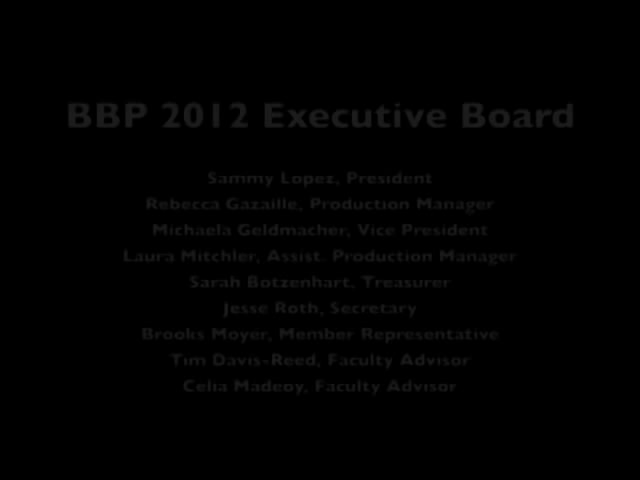 BBP 2012 Executive Board
Sammy Lopez, President
Rebecca Gazaille, Production Manager
Michaela Geldmacher, Vice President
Laura Mitchler, Assist. Production Manager
Sarah Botzenhart, Treasurer
Jesse Roth, Secretary
Brooks Moyer, Member Representative
Tim Davis-Reed, Faculty Advisor
Celia Madeoy, Faculty Advisor